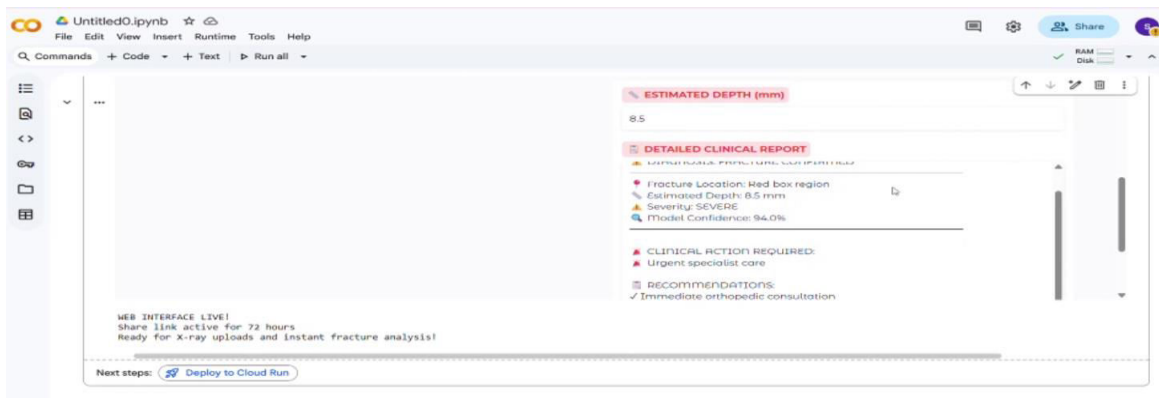 Untitled0.ipynb
File Edit View Insert Runtime Tools Help
Share
S
Commands + Code + Text Run all
RAM
Disk
ESTIMATED DEPTH (mm)
8.5
DETAILED CLINICAL REPORT
DIAGNOSIS: FRACTURE CONFIRMED
Fracture Location: Red box region
Estimated Depth: 8.5 mm
Severity: SEVERE
Model Confidence: 94.0%
CLINICAL ACTION REQUIRED:
Urgent specialist care
RECOMMENDATIONS:
✓ Immediate orthopedic consultation
WEB INTERFACE LIVE!
Share link active for 72 hours
Ready for X-ray uploads and instant fracture analysis!
Next steps: Deploy to Cloud Run